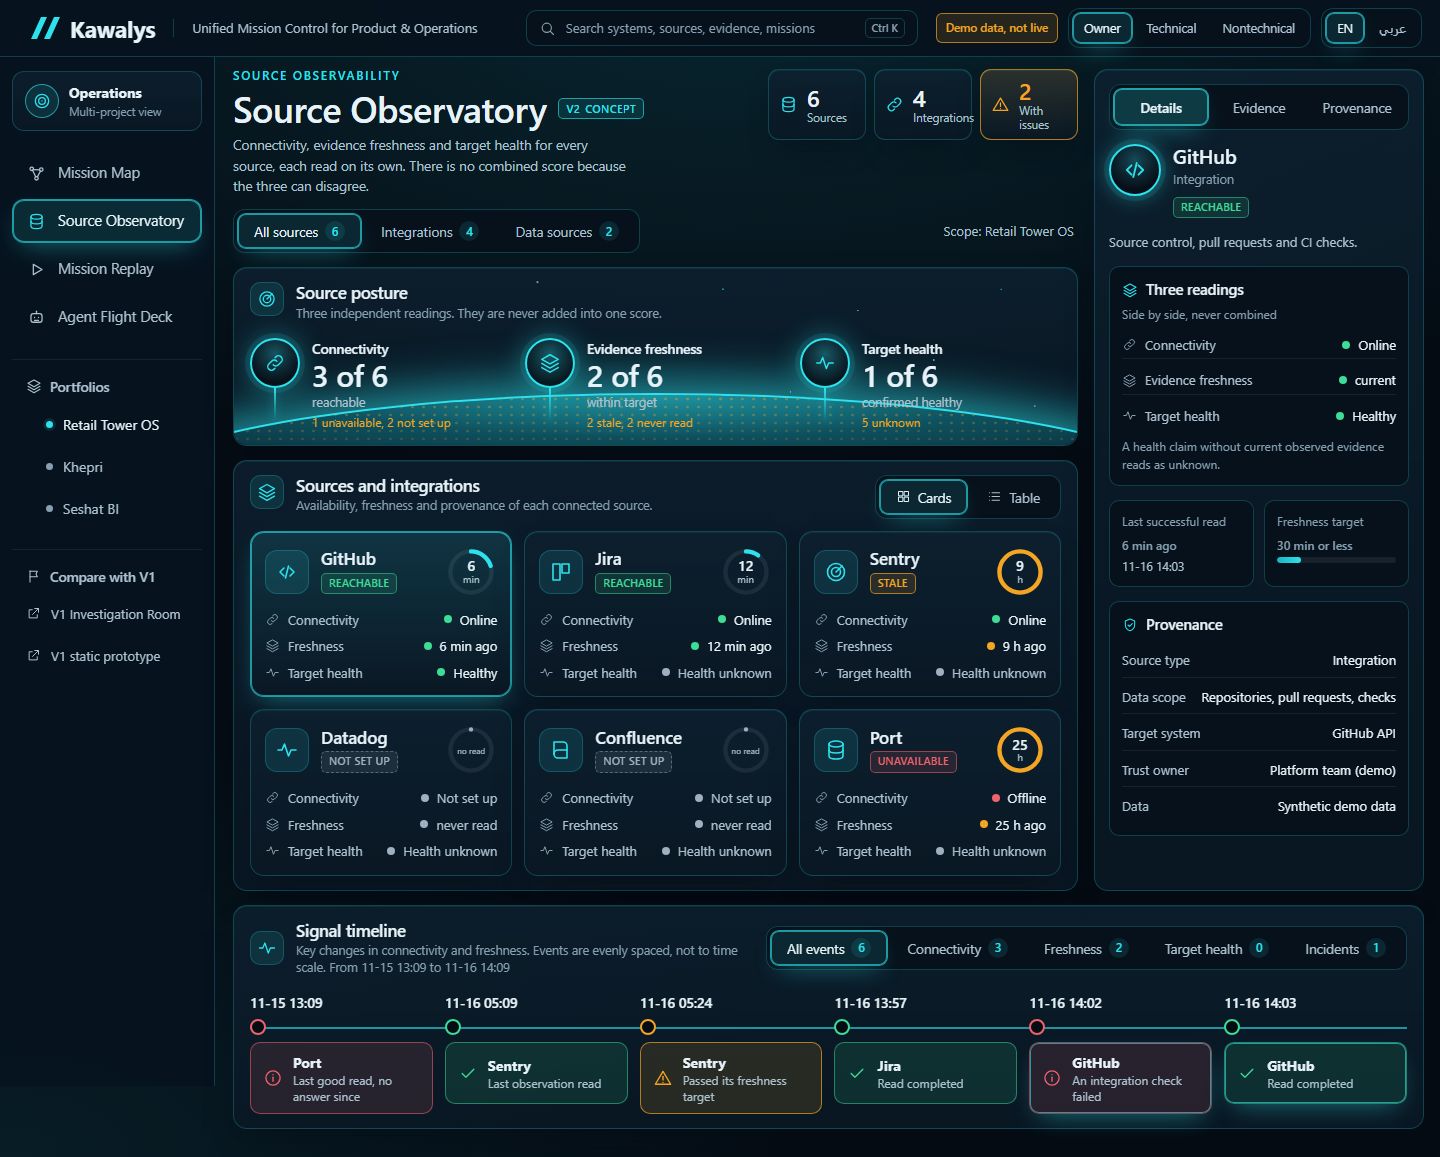 Kawalys
Unified Mission Control for Product & Operations
Search systems, sources, evidence, missions
Ctrl K
Demo data, not live
Owner
Technical
Nontechnical
EN
عربي
Operations
Multi-project view
Mission Map
Source Observatory
Mission Replay
Agent Flight Deck
Portfolios
Retail Tower OS
Khepri
Seshat BI
Compare with V1
V1 Investigation Room
V1 static prototype
SOURCE OBSERVABILITY
Source Observatory
V2 CONCEPT
Connectivity, evidence freshness and target health for every
source, each read on its own. There is no combined score because
the three can disagree.
6
Sources
4
Integrations
2
With
issues
All sources 6
Integrations 4
Data sources 2
Scope: Retail Tower OS
Source posture
Three independent readings. They are never added into one score.
Connectivity
3 of 6
reachable
1 unavailable, 2 not set up
Evidence freshness
2 of 6
within target
2 stale, 2 never read
Target health
1 of 6
confirmed healthy
5 unknown
Sources and integrations
Availability, freshness and provenance of each connected source.
Cards
Table
GitHub
REACHABLE
6
min
Connectivity Online
Freshness 6 min ago
Target health Healthy
Jira
REACHABLE
12
min
Connectivity Online
Freshness 12 min ago
Target health Health unknown
Sentry
STALE
9
h
Connectivity Online
Freshness 9 h ago
Target health Health unknown
Datadog
NOT SET UP
no read
Connectivity Not set up
Freshness never read
Target health Health unknown
Confluence
NOT SET UP
no read
Connectivity Not set up
Freshness never read
Target health Health unknown
Port
UNAVAILABLE
25
h
Connectivity Offline
Freshness 25 h ago
Target health Health unknown
Details
Evidence
Provenance
GitHub
Integration
REACHABLE
Source control, pull requests and CI checks.
Three readings
Side by side, never combined
Connectivity Online
Evidence freshness current
Target health Healthy
A health claim without current observed evidence
reads as unknown.
Last successful read
6 min ago
11-16 14:03
Freshness target
30 min or less
Provenance
Source type Integration
Data scope Repositories, pull requests, checks
Target system GitHub API
Trust owner Platform team (demo)
Data Synthetic demo data
Signal timeline
Key changes in connectivity and freshness. Events are evenly spaced, not to time
scale. From 11-15 13:09 to 11-16 14:09
All events 6
Connectivity 3
Freshness 2
Target health 0
Incidents 1
11-15 13:09
Port
Last good read, no
answer since
11-16 05:09
Sentry
Last observation read
11-16 05:24
Sentry
Passed its freshness
target
11-16 13:57
Jira
Read completed
11-16 14:02
GitHub
An integration check
failed
11-16 14:03
GitHub
Read completed